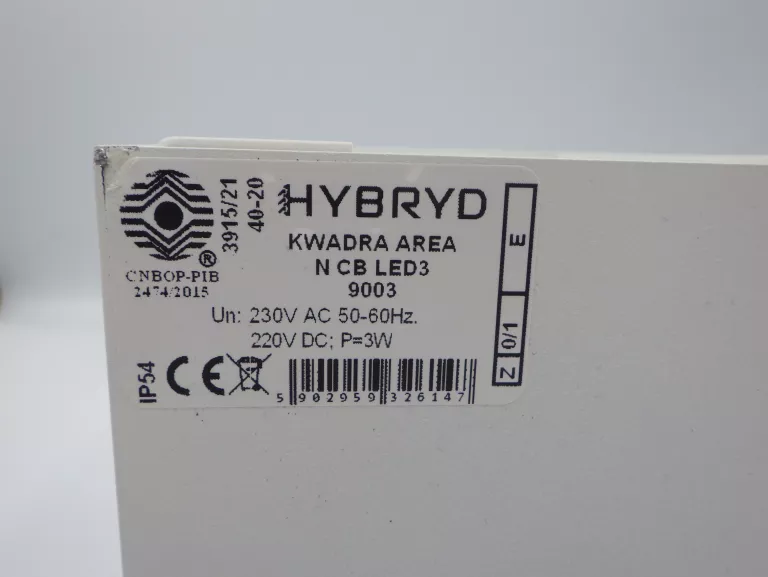 3915/21
40-20
HYBRYD
KWADRA AREA
N CB LED3
9003
®
CNBOP-PIB
2474/2015
Un: 230V AC 50-60Hz.
220V DC; P=3W
IP54
CE
5 902959 326147
E
0/1
Z